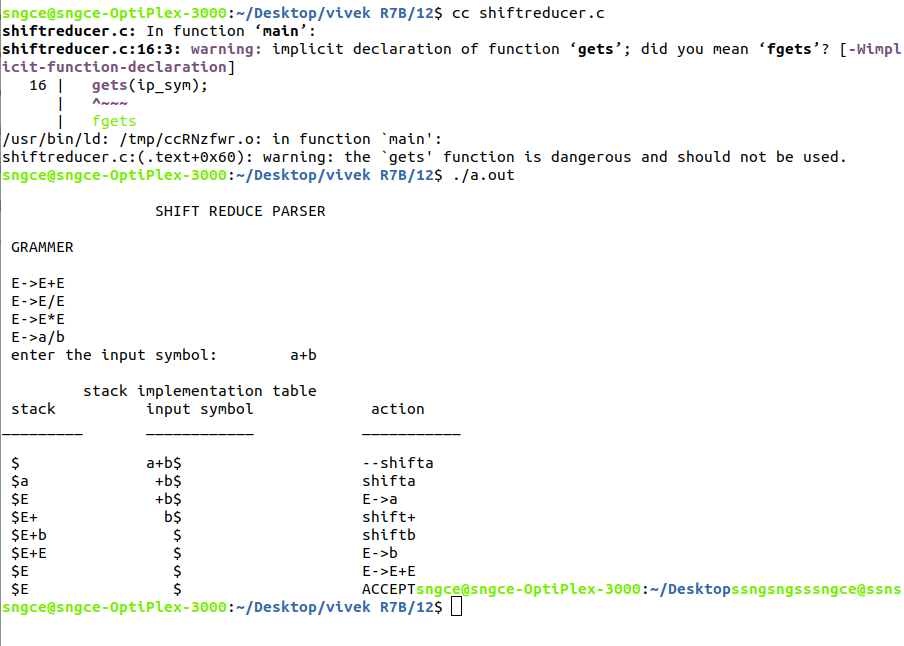 sngce@sngce-OptiPlex-3000:~/Desktop/vivek R7B/12$ cc shiftreducer.c
shiftreducer.c: In function ‘main’:
shiftreducer.c:16:3: warning: implicit declaration of function ‘gets’; did you mean ‘fgets’? [-Wimpl
icit-function-declaration]
   16 |   gets(ip_sym);
      |   ^~~~
      |   fgets
/usr/bin/ld: /tmp/ccRNzfwr.o: in function `main':
shiftreducer.c:(.text+0x60): warning: the `gets' function is dangerous and should not be used.
sngce@sngce-OptiPlex-3000:~/Desktop/vivek R7B/12$ ./a.out
SHIFT REDUCE PARSER
GRAMMER
E->E+E
E->E/E
E->E*E
E->a/b
enter the input symbol:        a+b
stack implementation table
stack          input symbol             action
_________       ____________            ___________
$              a+b$                    --shifta
$a              +b$                    shifta
$E              +b$                    E->a
$E+              b$                    shift+
$E+b              $                    shiftb
$E+E              $                    E->b
$E                $                    E->E+E
$E                $                    ACCEPTsngce@sngce-OptiPlex-3000:~/Desktopssngsngsssngce@ssns
sngce@sngce-OptiPlex-3000:~/Desktop/vivek R7B/12$